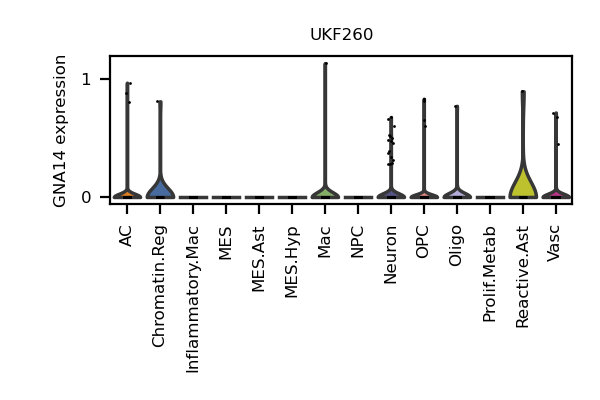 UKF260
GNA14 expression
1
0
AC
Chromatin.Reg
Inflammatory.Mac
MES
MES.Ast
MES.Hyp
Mac
NPC
Neuron
OPC
Oligo
Prolif.Metab
Reactive.Ast
Vasc